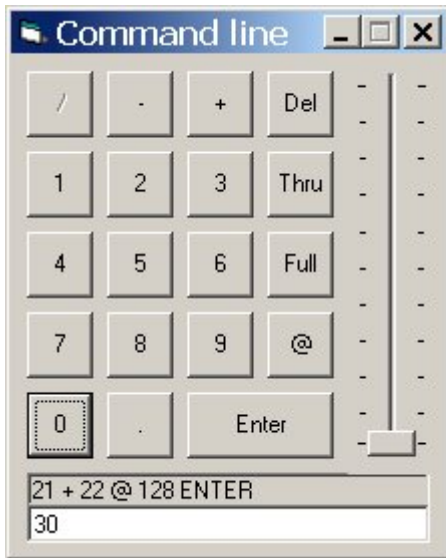 Command line
/ - + Del
1 2 3 Thru
4 5 6 Full
7 8 9 @
0 . Enter
21 + 22 @ 128 ENTER
30